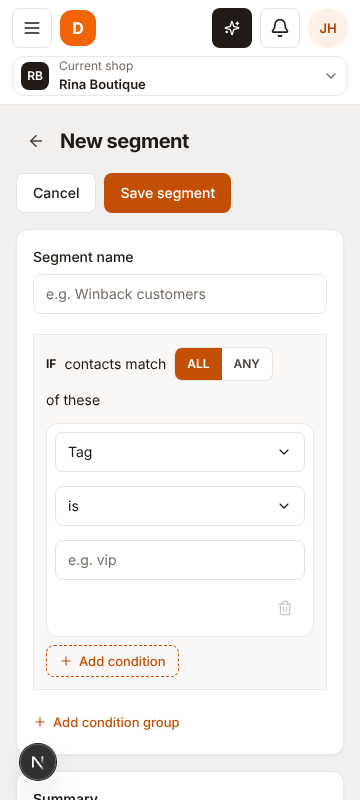 D
JH
RB
Current shop
Rina Boutique
New segment
Cancel
Save segment
Segment name
e.g. Winback customers
IF contacts match ALL ANY
of these
Tag
is
e.g. vip
Add condition
Add condition group
N
Summary